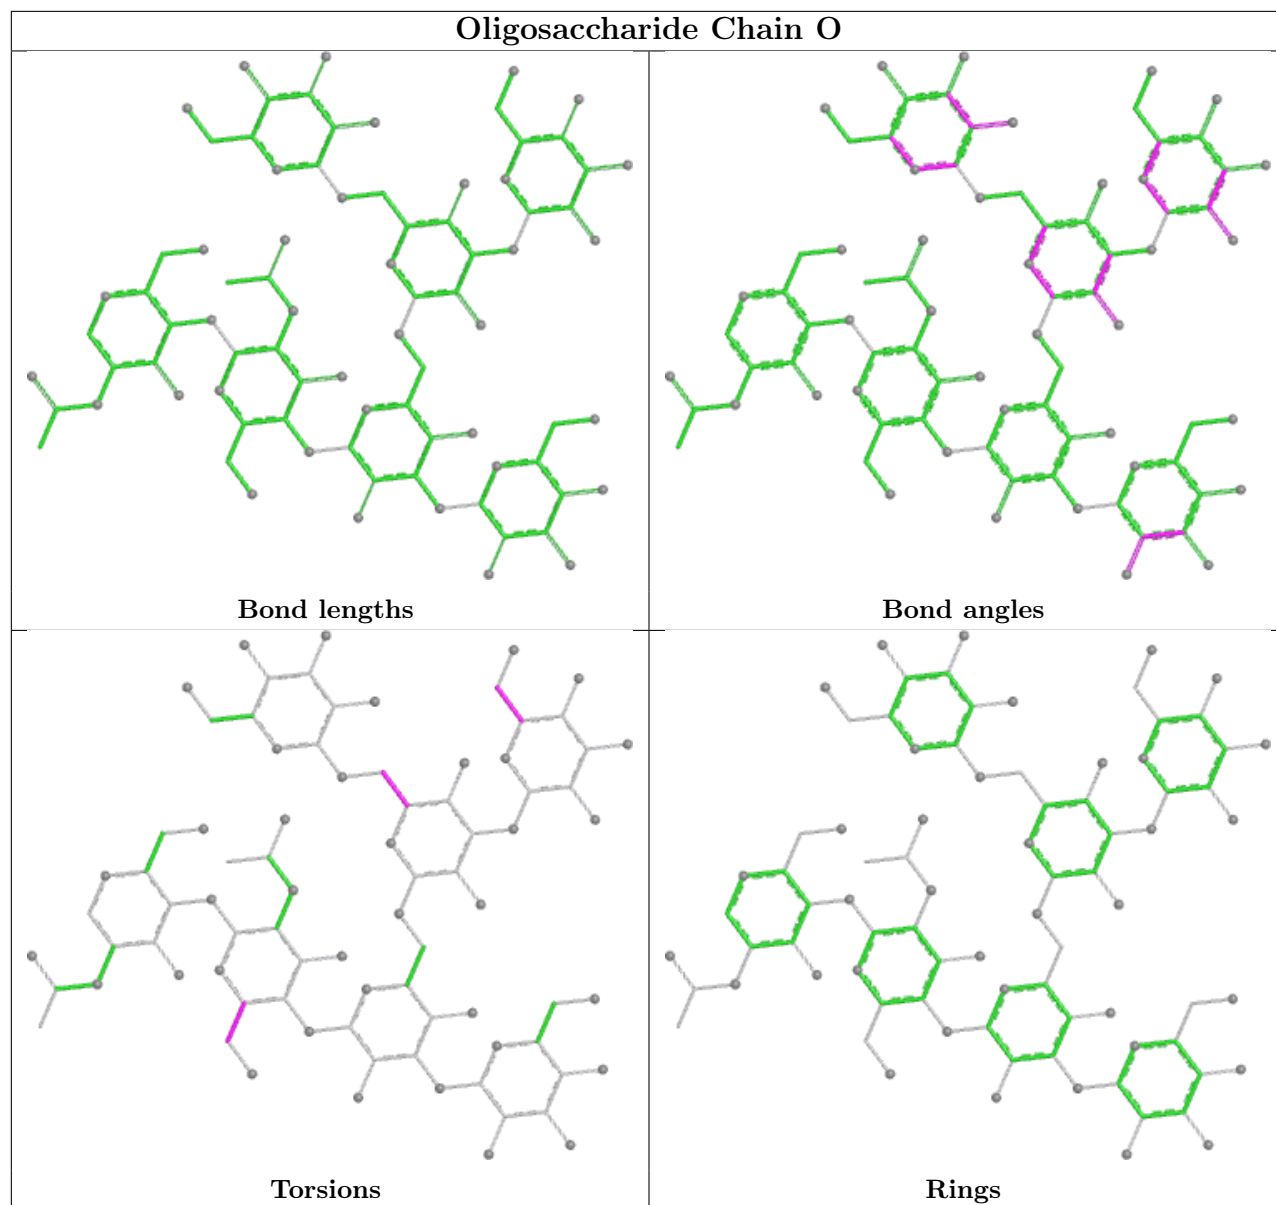 Oligosaccharide Chain O
Bond lengths
Bond angles
Torsions
Rings